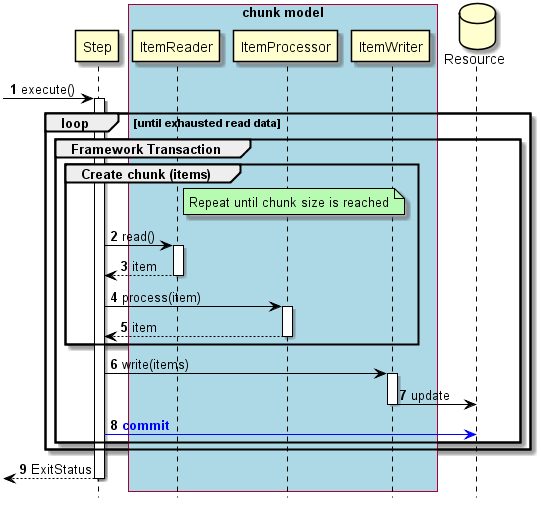 chunk model
Step
ItemReader
ItemProcessor
ItemWriter
Resource
1 execute()
loop [until exhausted read data]
Framework Transaction
Create chunk (items)
Repeat until chunk size is reached
2 read()
3 item
4 process(item)
5 item
6 write(items)
7 update
8 commit
9 ExitStatus